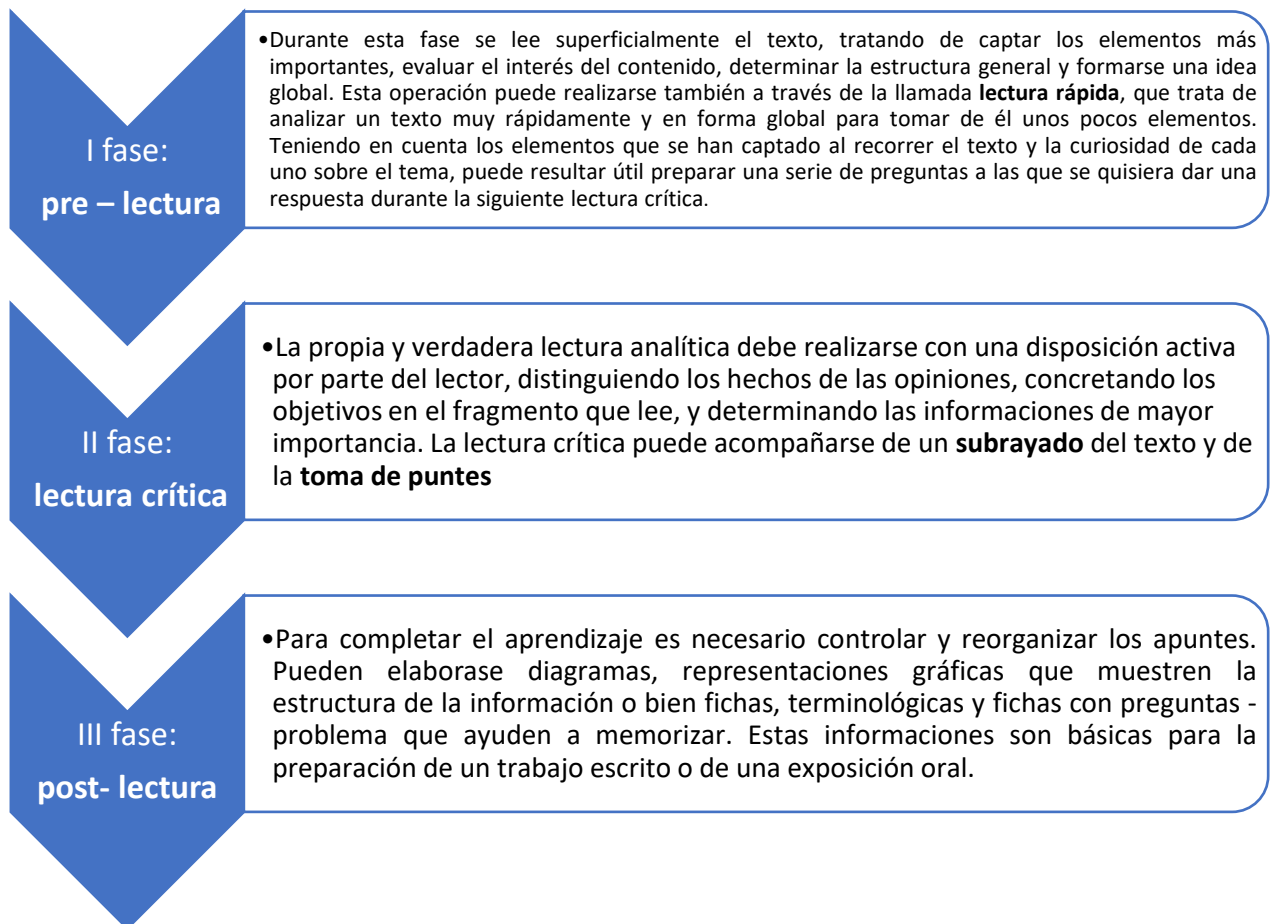 I fase:
pre – lectura
•Durante esta fase se lee superficialmente el texto, tratando de captar los elementos más
importantes, evaluar el interés del contenido, determinar la estructura general y formarse una idea
global. Esta operación puede realizarse también a través de la llamada lectura rápida, que trata de
analizar un texto muy rápidamente y en forma global para tomar de él unos pocos elementos.
Teniendo en cuenta los elementos que se han captado al recorrer el texto y la curiosidad de cada
uno sobre el tema, puede resultar útil preparar una serie de preguntas a las que se quisiera dar una
respuesta durante la siguiente lectura crítica.
II fase:
lectura crítica
•La propia y verdadera lectura analítica debe realizarse con una disposición activa
por parte del lector, distinguiendo los hechos de las opiniones, concretando los
objetivos en el fragmento que lee, y determinando las informaciones de mayor
importancia. La lectura crítica puede acompañarse de un subrayado del texto y de
la toma de puntes
III fase:
post- lectura
•Para completar el aprendizaje es necesario controlar y reorganizar los apuntes.
Pueden elaborase diagramas, representaciones gráficas que muestren la
estructura de la información o bien fichas, terminológicas y fichas con preguntas -
problema que ayuden a memorizar. Estas informaciones son básicas para la
preparación de un trabajo escrito o de una exposición oral.